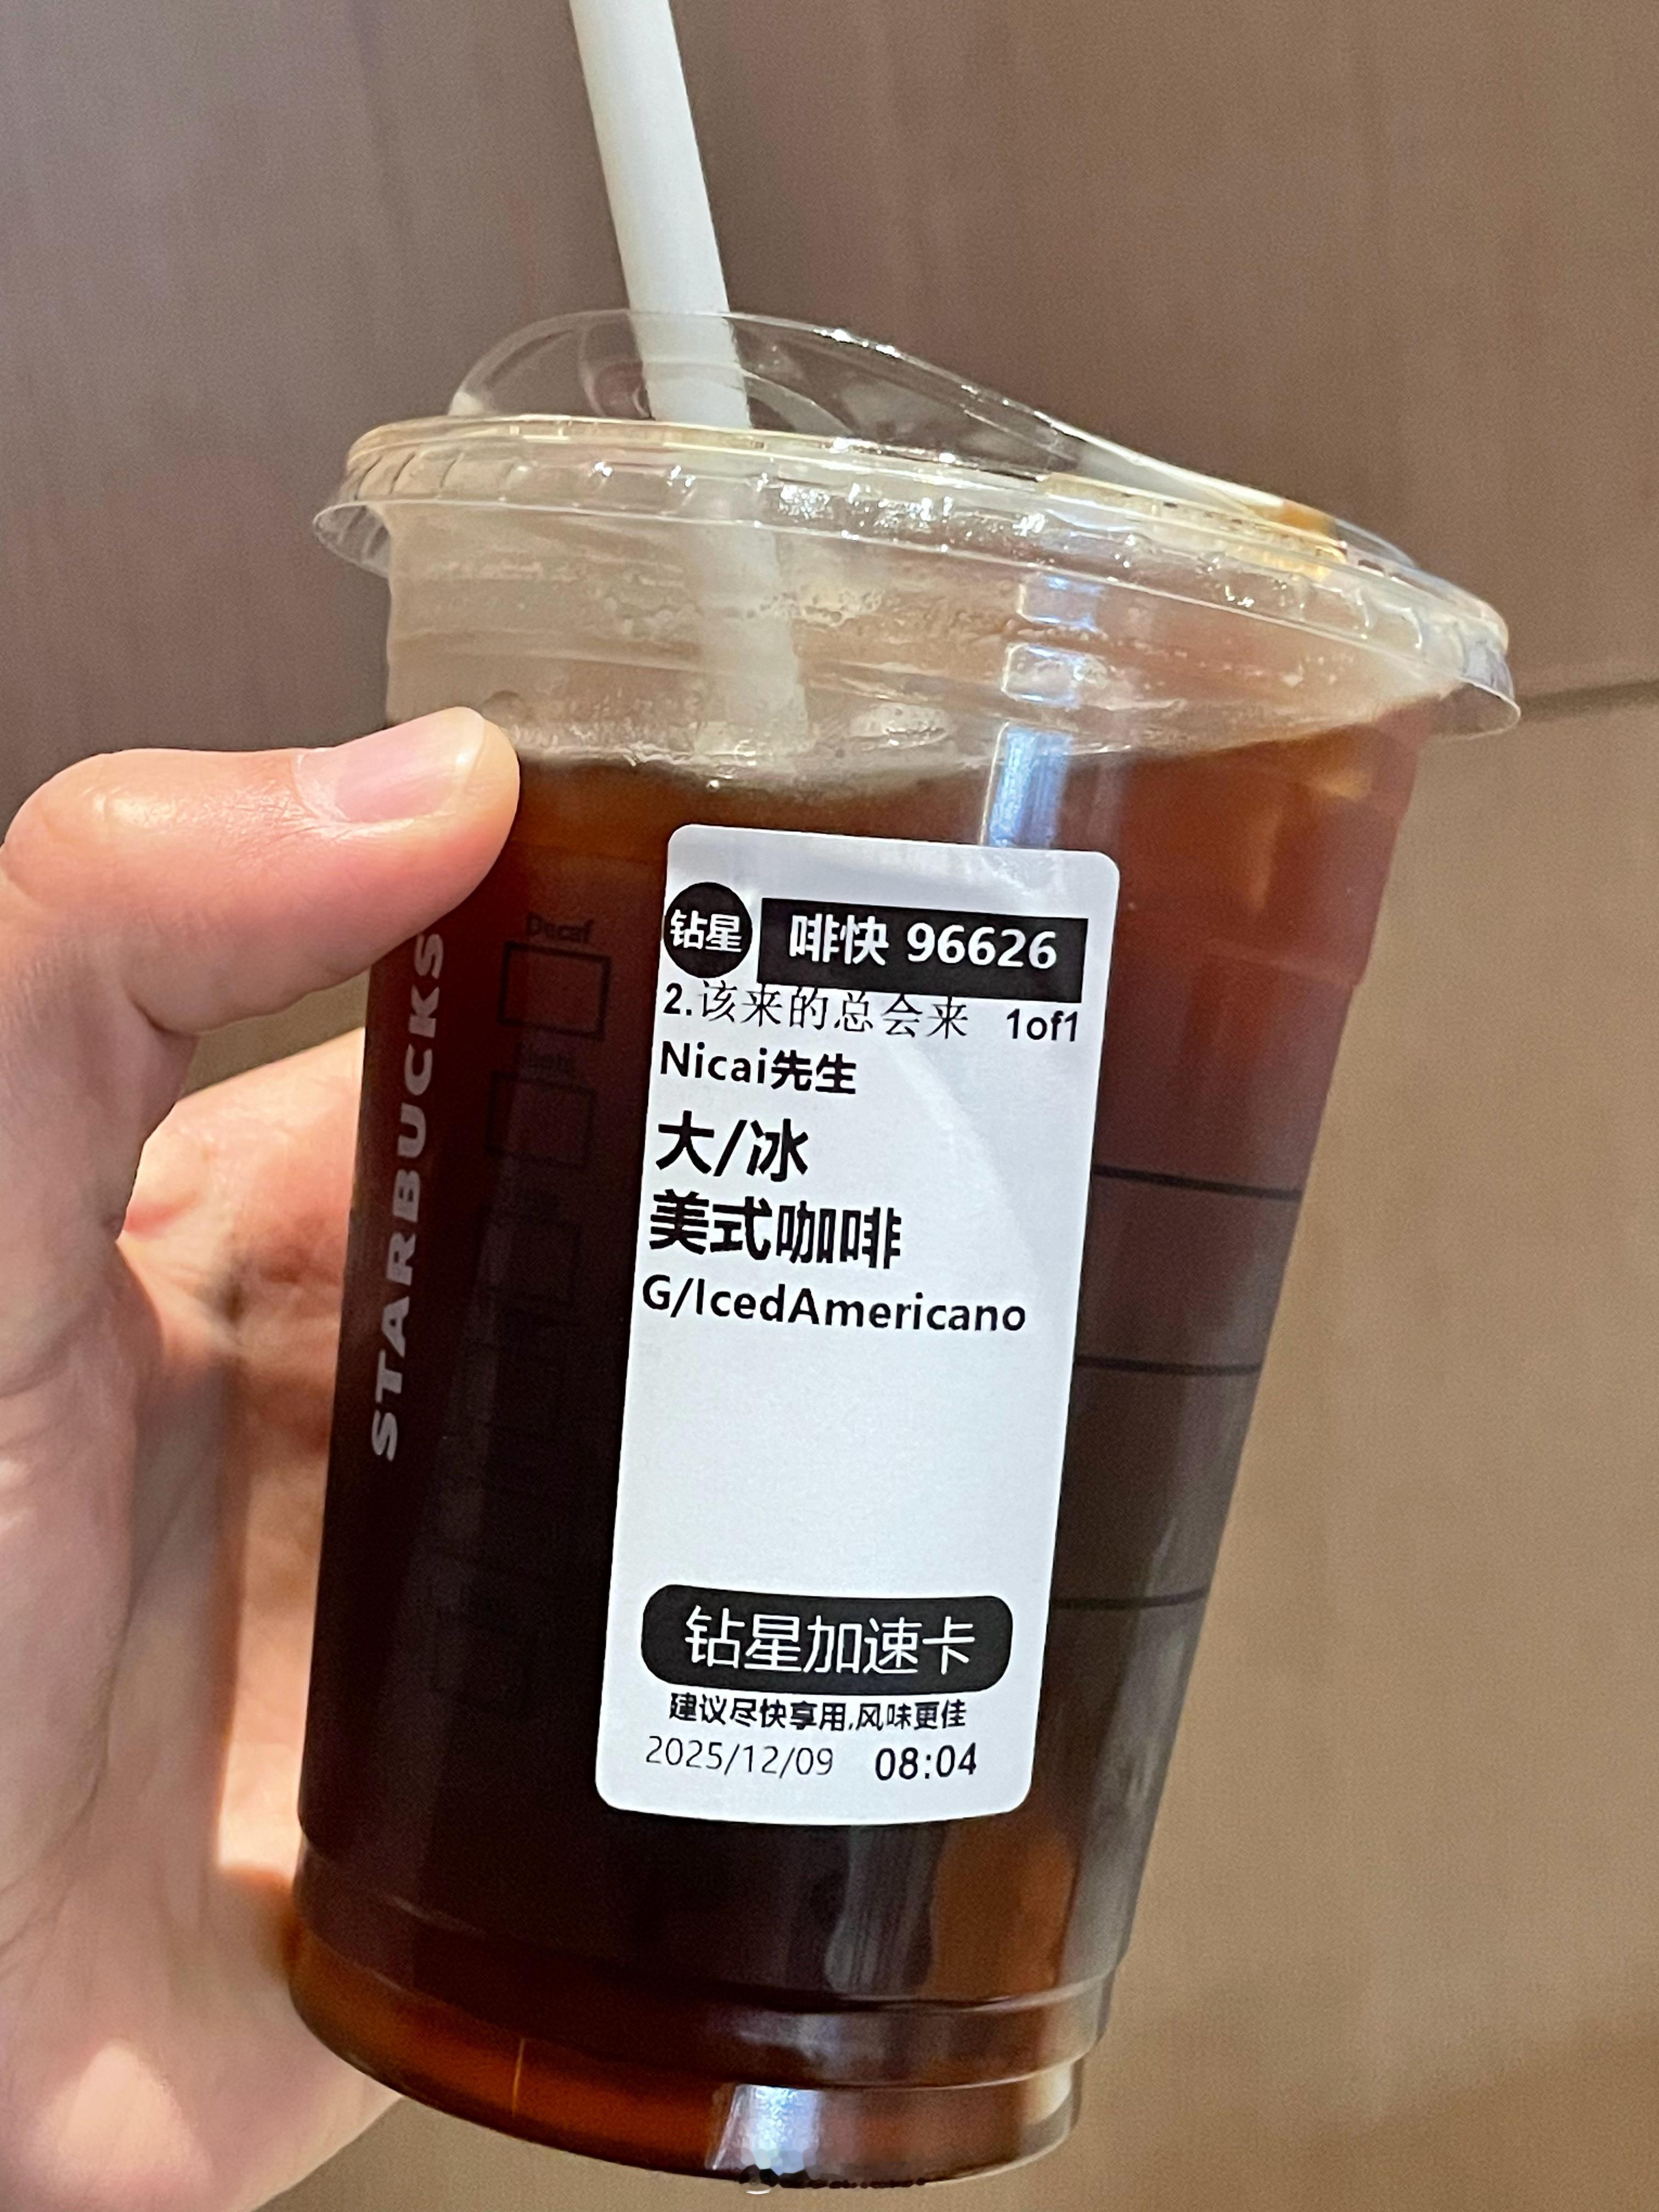 钻星 啡快 96626
2.该来的总会来 1of1
Nicai先生
大/冰
美式咖啡
G/IcedAmericano
钻星加速卡
建议尽快享用,风味更佳
2025/12/09 08:04
STARBUCKS
Decaf
Shots